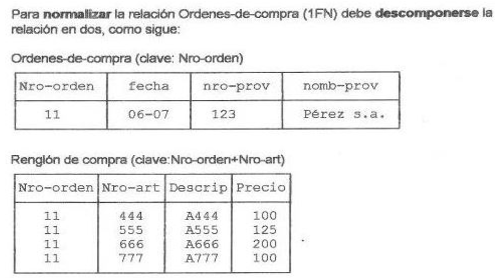 Para normalizar la relación Ordenes-de-compra (1FN) debe descomponerse la
relación en dos, como sigue:
Ordenes-de-compra (clave: Nro-orden)
Nro-orden fecha nro-prov nomb-prov
11 06-07 123 Pérez s.a.
Renglón de compra (clave:Nro-orden+Nro-art)
Nro-orden Nro-art Descrip Precio
11 444 A444 100
11 555 A555 125
11 666 A666 200
11 777 A777 100